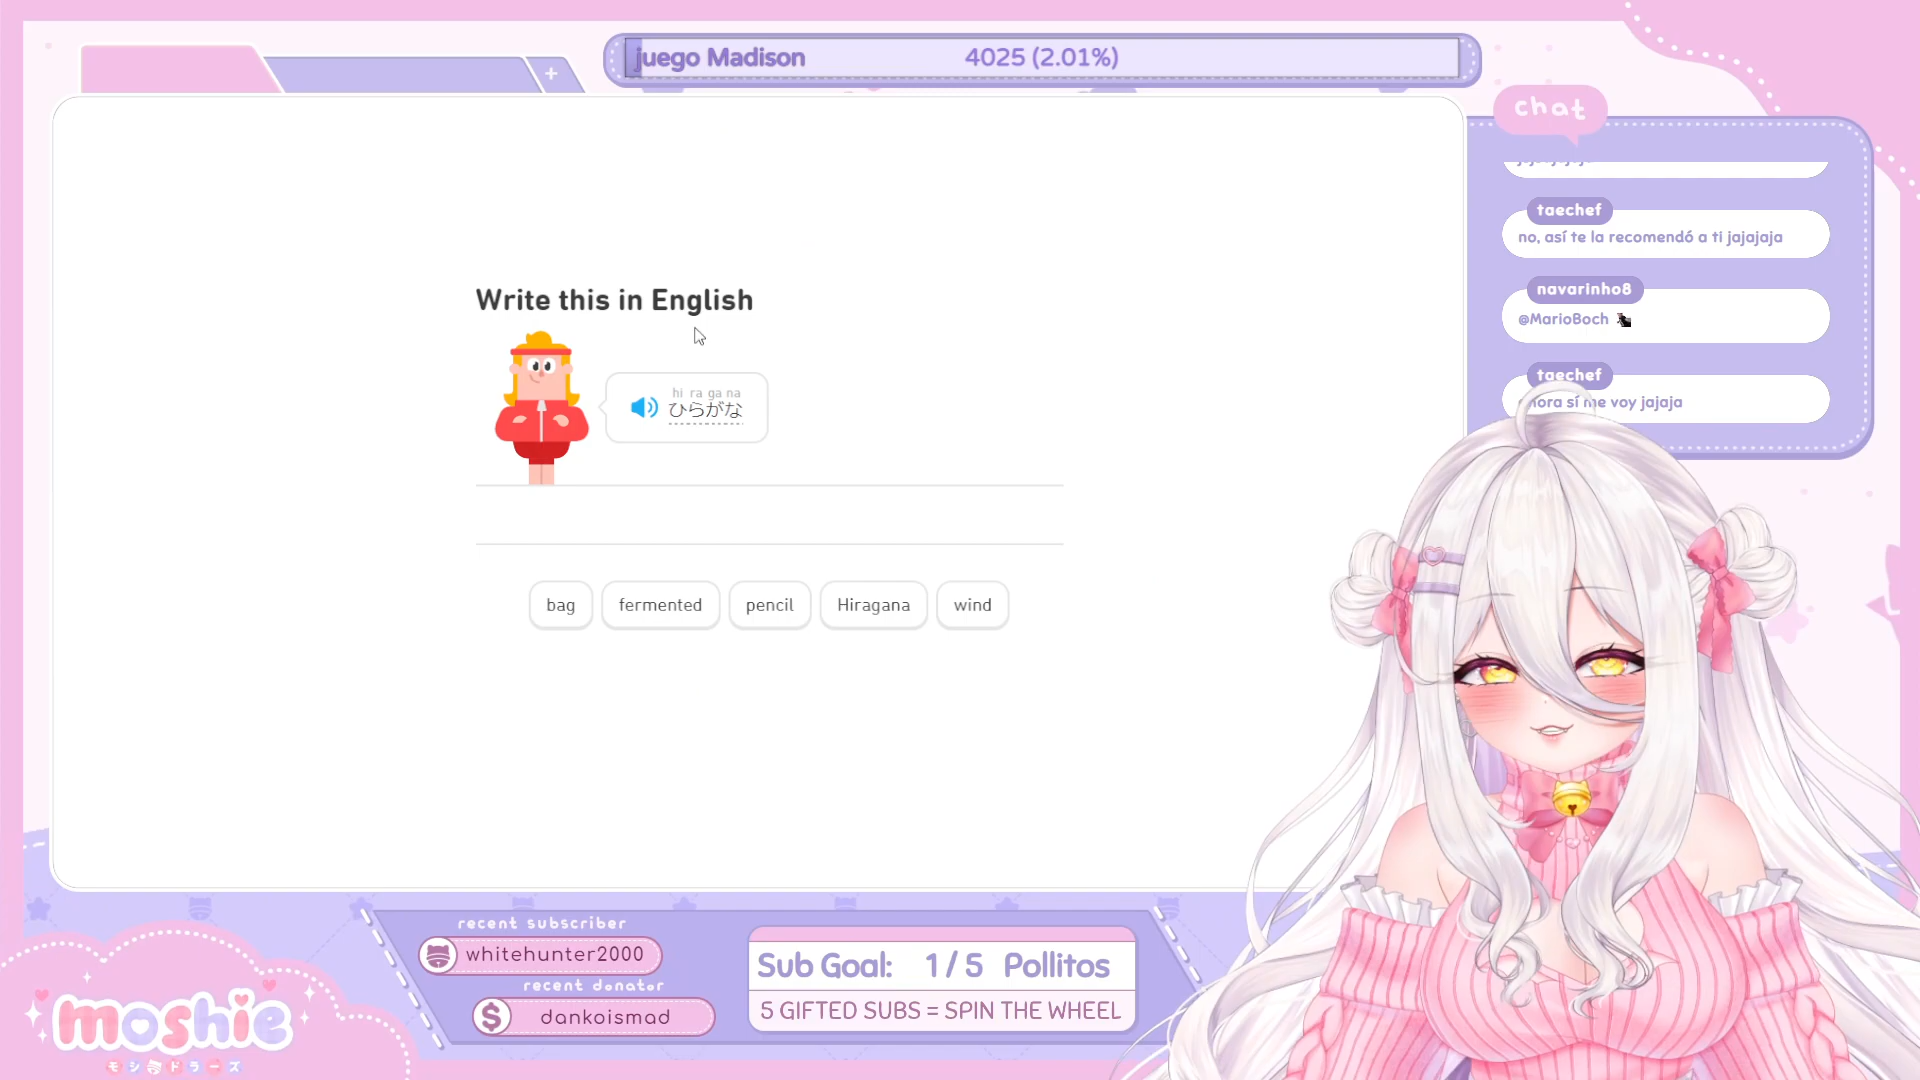 juego Madison 4025 (2.01%)
+
chat
taechef
no, así te la recomendó a ti jajajaja
navarinho8
@MarioBoch
taechef
ahora sí me voy jajaja
Write this in English
hi ra ga na
ひらがな
bag fermented pencil Hiragana wind
recent subscriber
whitehunter2000
recent donator
$ dankoismad
Sub Goal: 1 / 5 Pollitos
5 GIFTED SUBS = SPIN THE WHEEL
moshie